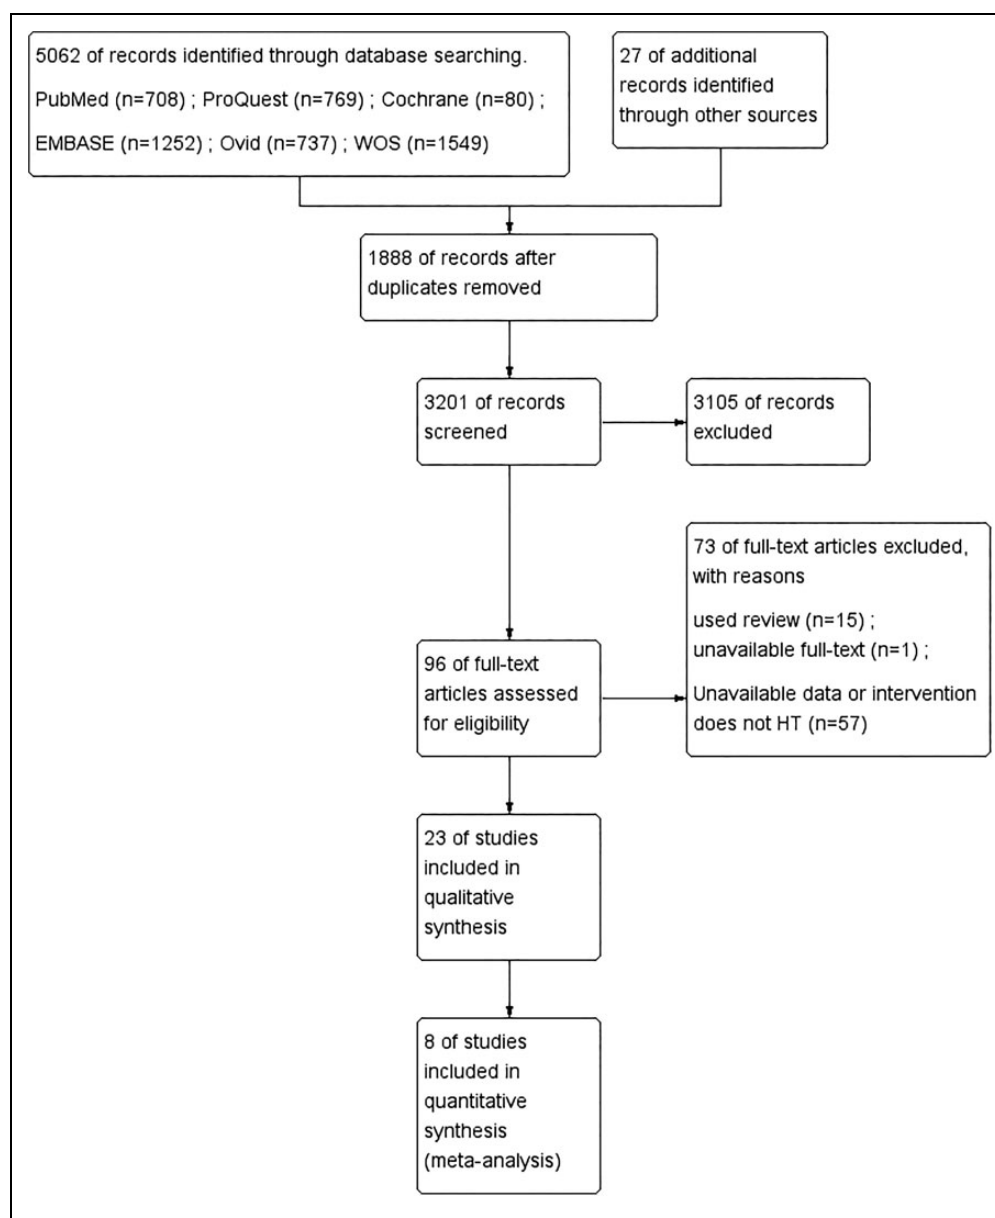 5062 of records identified through database searching.
PubMed (n=708) ; ProQuest (n=769) ; Cochrane (n=80) ;
EMBASE (n=1252) ; Ovid (n=737) ; WOS (n=1549)
27 of additional
records identified
through other sources
1888 of records after
duplicates removed
3201 of records
screened
3105 of records
excluded
73 of full-text articles excluded,
with reasons
used review (n=15) ;
unavailable full-text (n=1) ;
Unavailable data or intervention
does not HT (n=57)
96 of full-text
articles assessed
for eligibility
23 of studies
included in
qualitative
synthesis
8 of studies
included in
quantitative
synthesis
(meta-analysis)